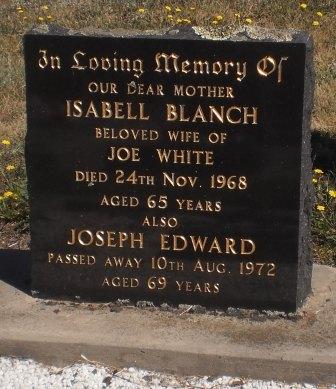 In Loving Memory Of
OUR DEAR MOTHER
ISABELL BLANCH
BELOVED WIFE OF
JOE WHITE
DIED 24TH NOV. 1968
AGED 65 YEARS
ALSO
JOSEPH EDWARD
PASSED AWAY 10TH AUG. 1972
AGED 69 YEARS